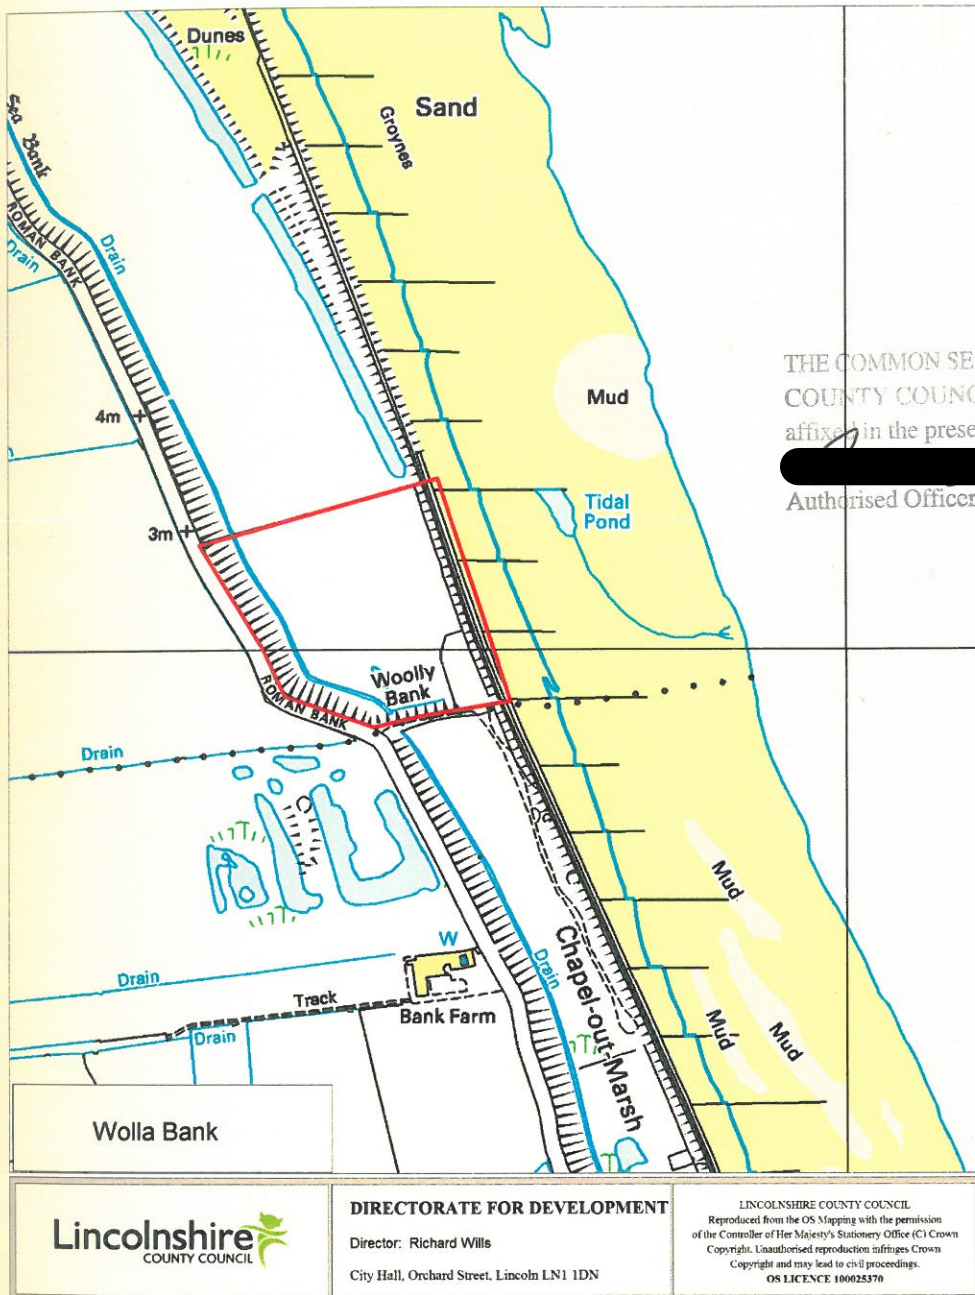 Dunes
Sand
Groynes
Sea Bank
ROMAN BANK
Drain
Drain
Mud
THE COMMON SE
COUNTY COUNC
affixed in the prese
Authorised Officer
4m
3m
Tidal
Pond
Woolly
Bank
ROMAN BANK
Drain
Mud
W
Drain
Drain
Chapel-out-Marsh
Track
Bank Farm
Drain
Mud
Mud
Wolla Bank
Lincolnshire
COUNTY COUNCIL
DIRECTORATE FOR DEVELOPMENT
Director: Richard Wills
City Hall, Orchard Street, Lincoln LN1 1DN
LINCOLNSHIRE COUNTY COUNCIL
Reproduced from the OS Mapping with the permission
of the Controller of Her Majesty's Stationery Office (C) Crown
Copyright. Unauthorised reproduction infringes Crown
Copyright and may lead to civil proceedings.
OS LICENCE 100025370